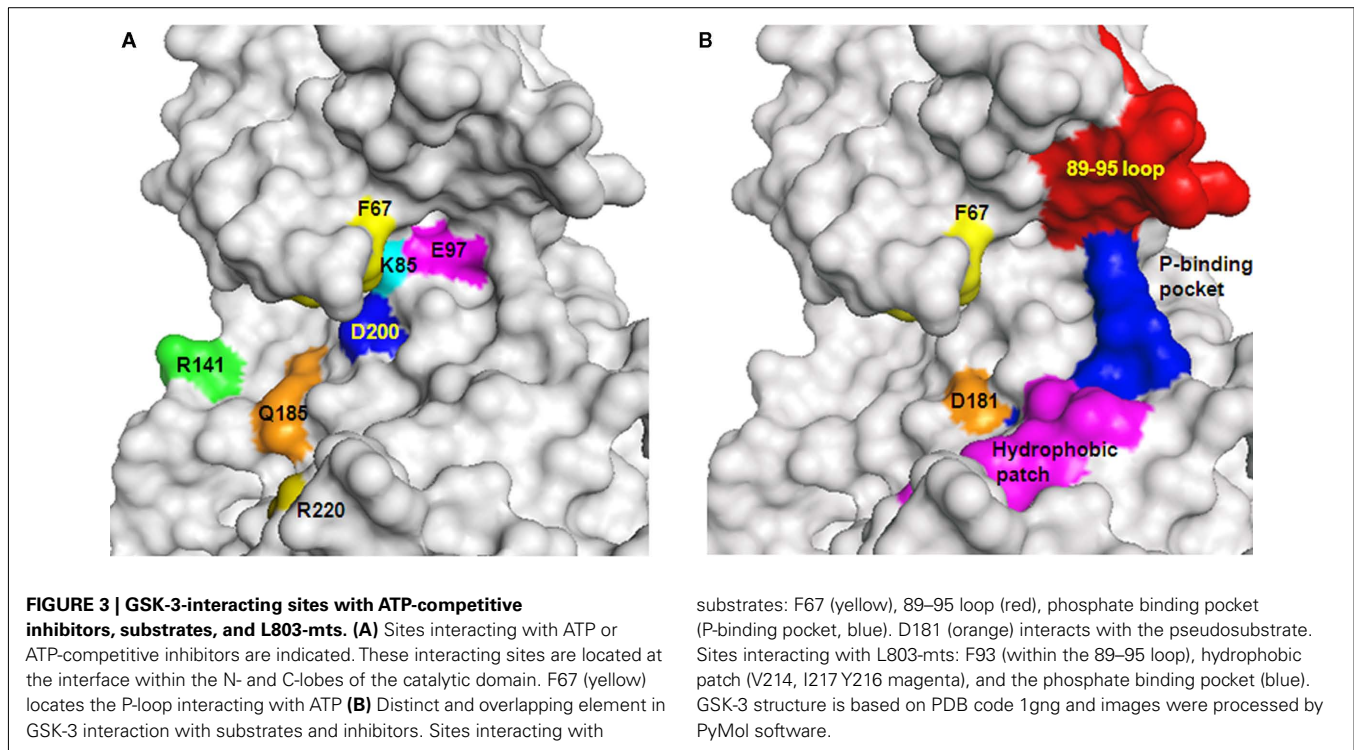 A
F67
K85
E97
D200
R141
Q185
R220
B
89-95 loop
F67
P-binding
pocket
D181
Hydrophobic
patch
FIGURE 3 | GSK-3-interacting sites with ATP-competitive
inhibitors, substrates, and L803-mts. (A) Sites interacting with ATP or
ATP-competitive inhibitors are indicated. These interacting sites are located at
the interface within the N- and C-lobes of the catalytic domain. F67 (yellow)
locates the P-loop interacting with ATP (B) Distinct and overlapping element in
GSK-3 interaction with substrates and inhibitors. Sites interacting with
substrates: F67 (yellow), 89–95 loop (red), phosphate binding pocket
(P-binding pocket, blue). D181 (orange) interacts with the pseudosubstrate.
Sites interacting with L803-mts: F93 (within the 89–95 loop), hydrophobic
patch (V214, I217 Y216 magenta), and the phosphate binding pocket (blue).
GSK-3 structure is based on PDB code 1gng and images were processed by
PyMol software.